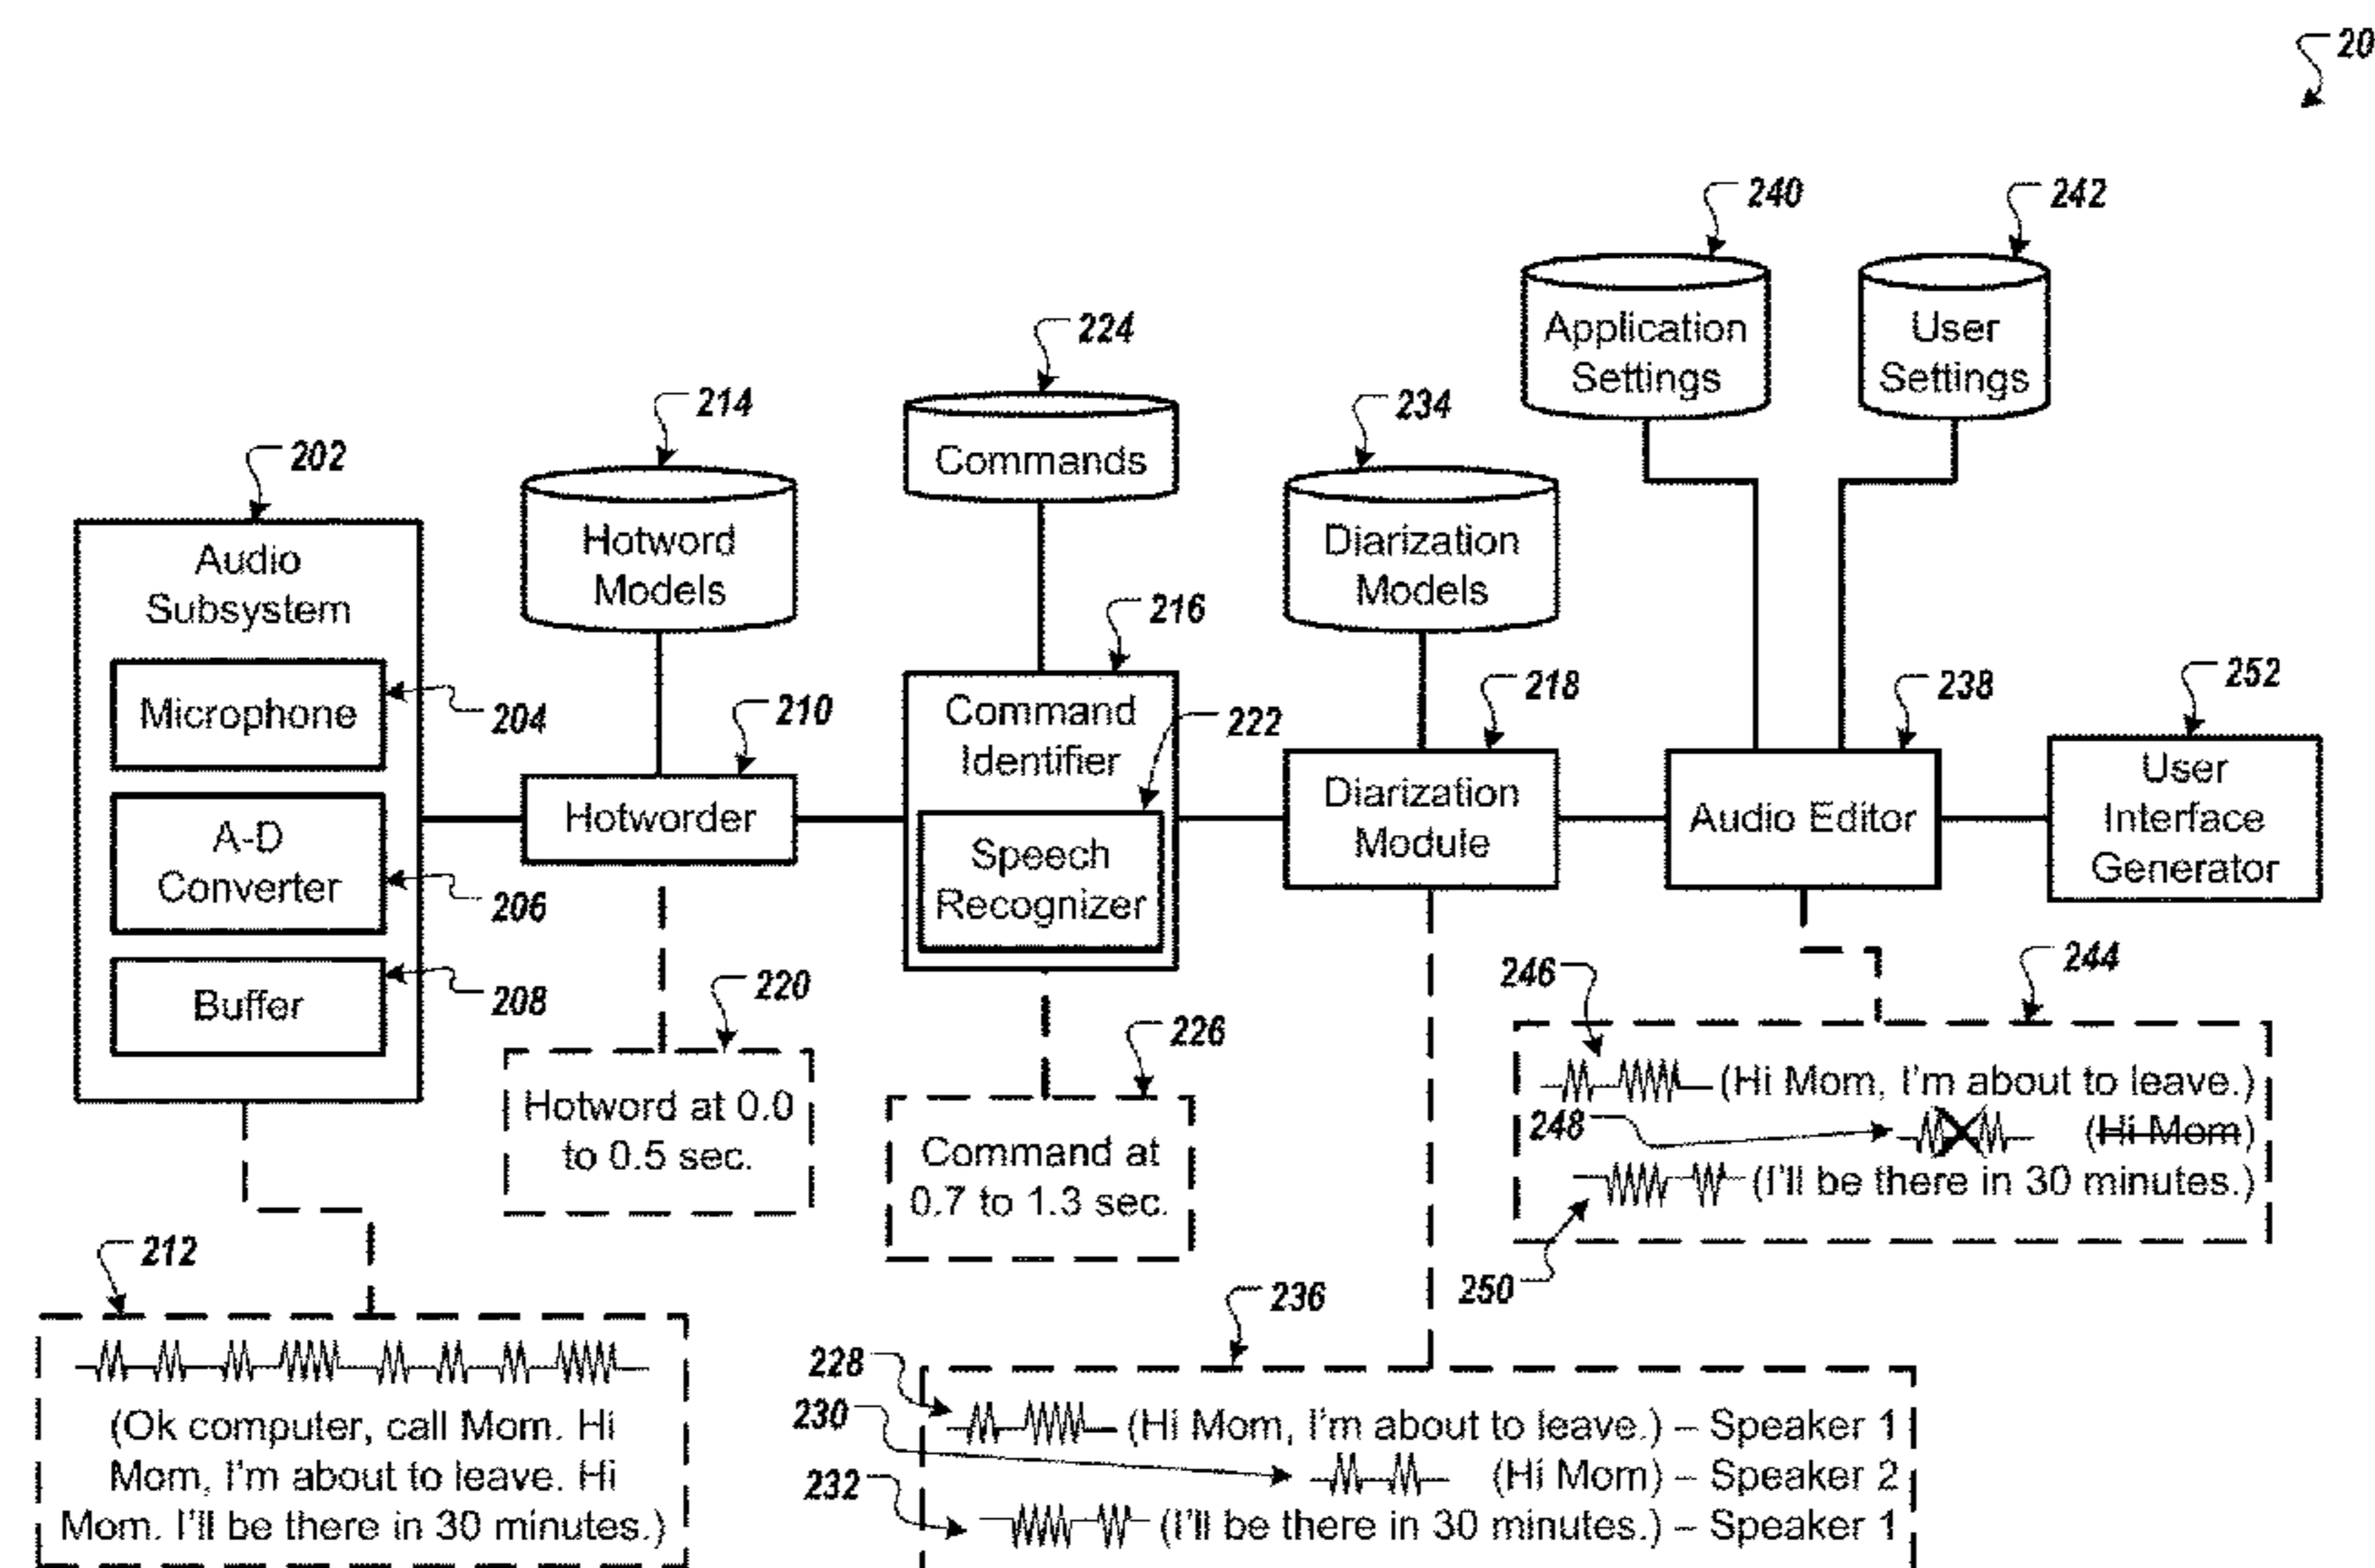 20
240
242
224
Application
Settings
User
Settings
214
234
202
Commands
Hotword
Models
Diarization
Models
Audio
Subsystem
216
Microphone
204
210
Command
Identifier
222
218
238
252
A-D
Converter
206
Hotworder
Speech
Recognizer
Diarization
Module
Audio Editor
User
Interface
Generator
Buffer
208
220
226
246
244
Hotword at 0.0
to 0.5 sec.
Command at
0.7 to 1.3 sec.
(Hi Mom, I'm about to leave.)
248
(Hi Mom)
(I'll be there in 30 minutes.)
250
212
236
(Ok computer, call Mom. Hi
Mom, I'm about to leave. Hi
Mom. I'll be there in 30 minutes.)
228
(Hi Mom, I'm about to leave.) – Speaker 1
230
(Hi Mom) – Speaker 2
232
(I'll be there in 30 minutes.) – Speaker 1